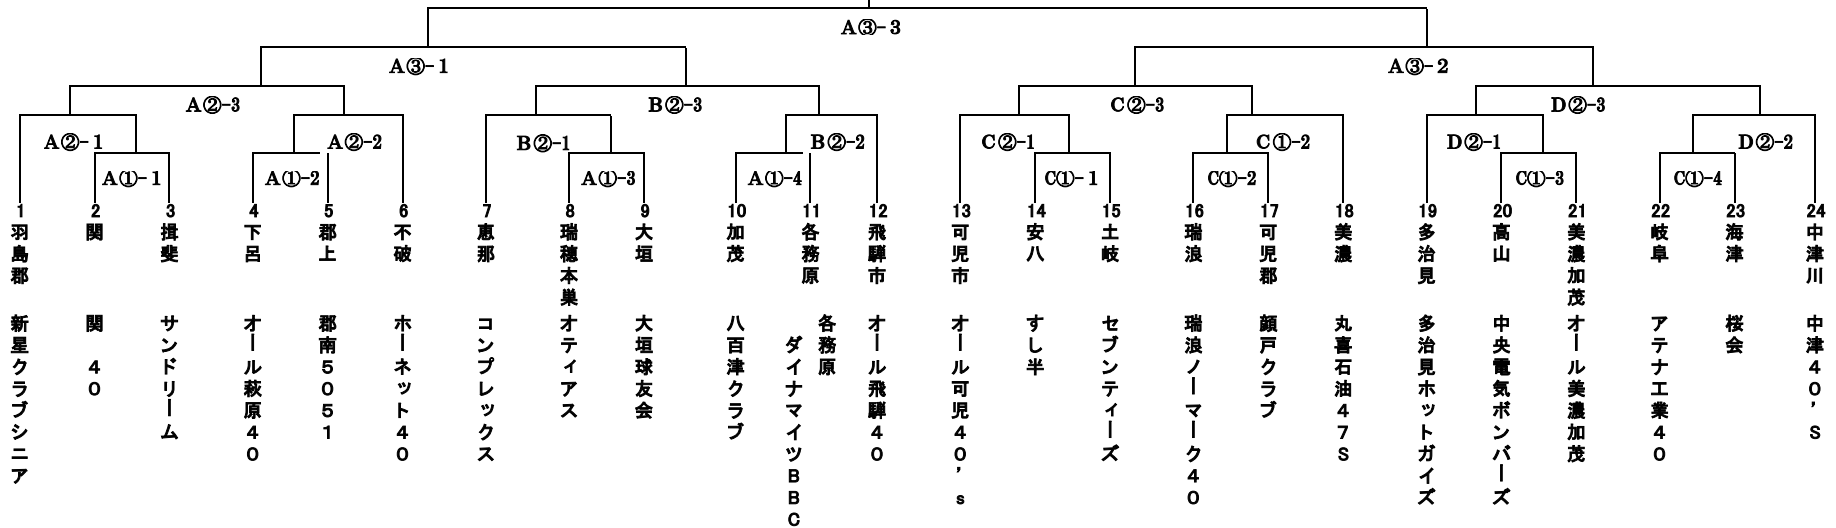 A③-3
A③-1
A③-2
A②-3
B②-3
C②-3
D②-3
A②-1
A②-2
B②-1
B②-2
C②-1
C①-2
D②-1
D②-2
A①-1
A①-2
A①-3
A①-4
C①-1
C①-2
C①-3
C①-4
1
羽島郡
新星クラブシニア
2
関
関 40
3
揖斐
サンドリーム
4
下呂
オール萩原40
5
郡上
郡南5051
6
不破
ホーネット40
7
恵那
コンプレックス
8
瑞穂本巣
オティアス
9
大垣
大垣球友会
10
加茂
八百津クラブ
11
各務原
各務原
ダイナマイツBBC
12
飛騨市
オール飛騨40
13
可児市
オール可児40's
14
安八
すし半
15
土岐
セブンティーズ
16
瑞浪
瑞浪ノーマーク40
17
可児郡
顔戸クラブ
18
美濃
丸喜石油47S
19
多治見
多治見ホットガイズ
20
高山
中央電気ボンバーズ
21
美濃加茂
オール美濃加茂
22
岐阜
アテナ工業40
23
海津
桜会
24
中津川
中津40'S